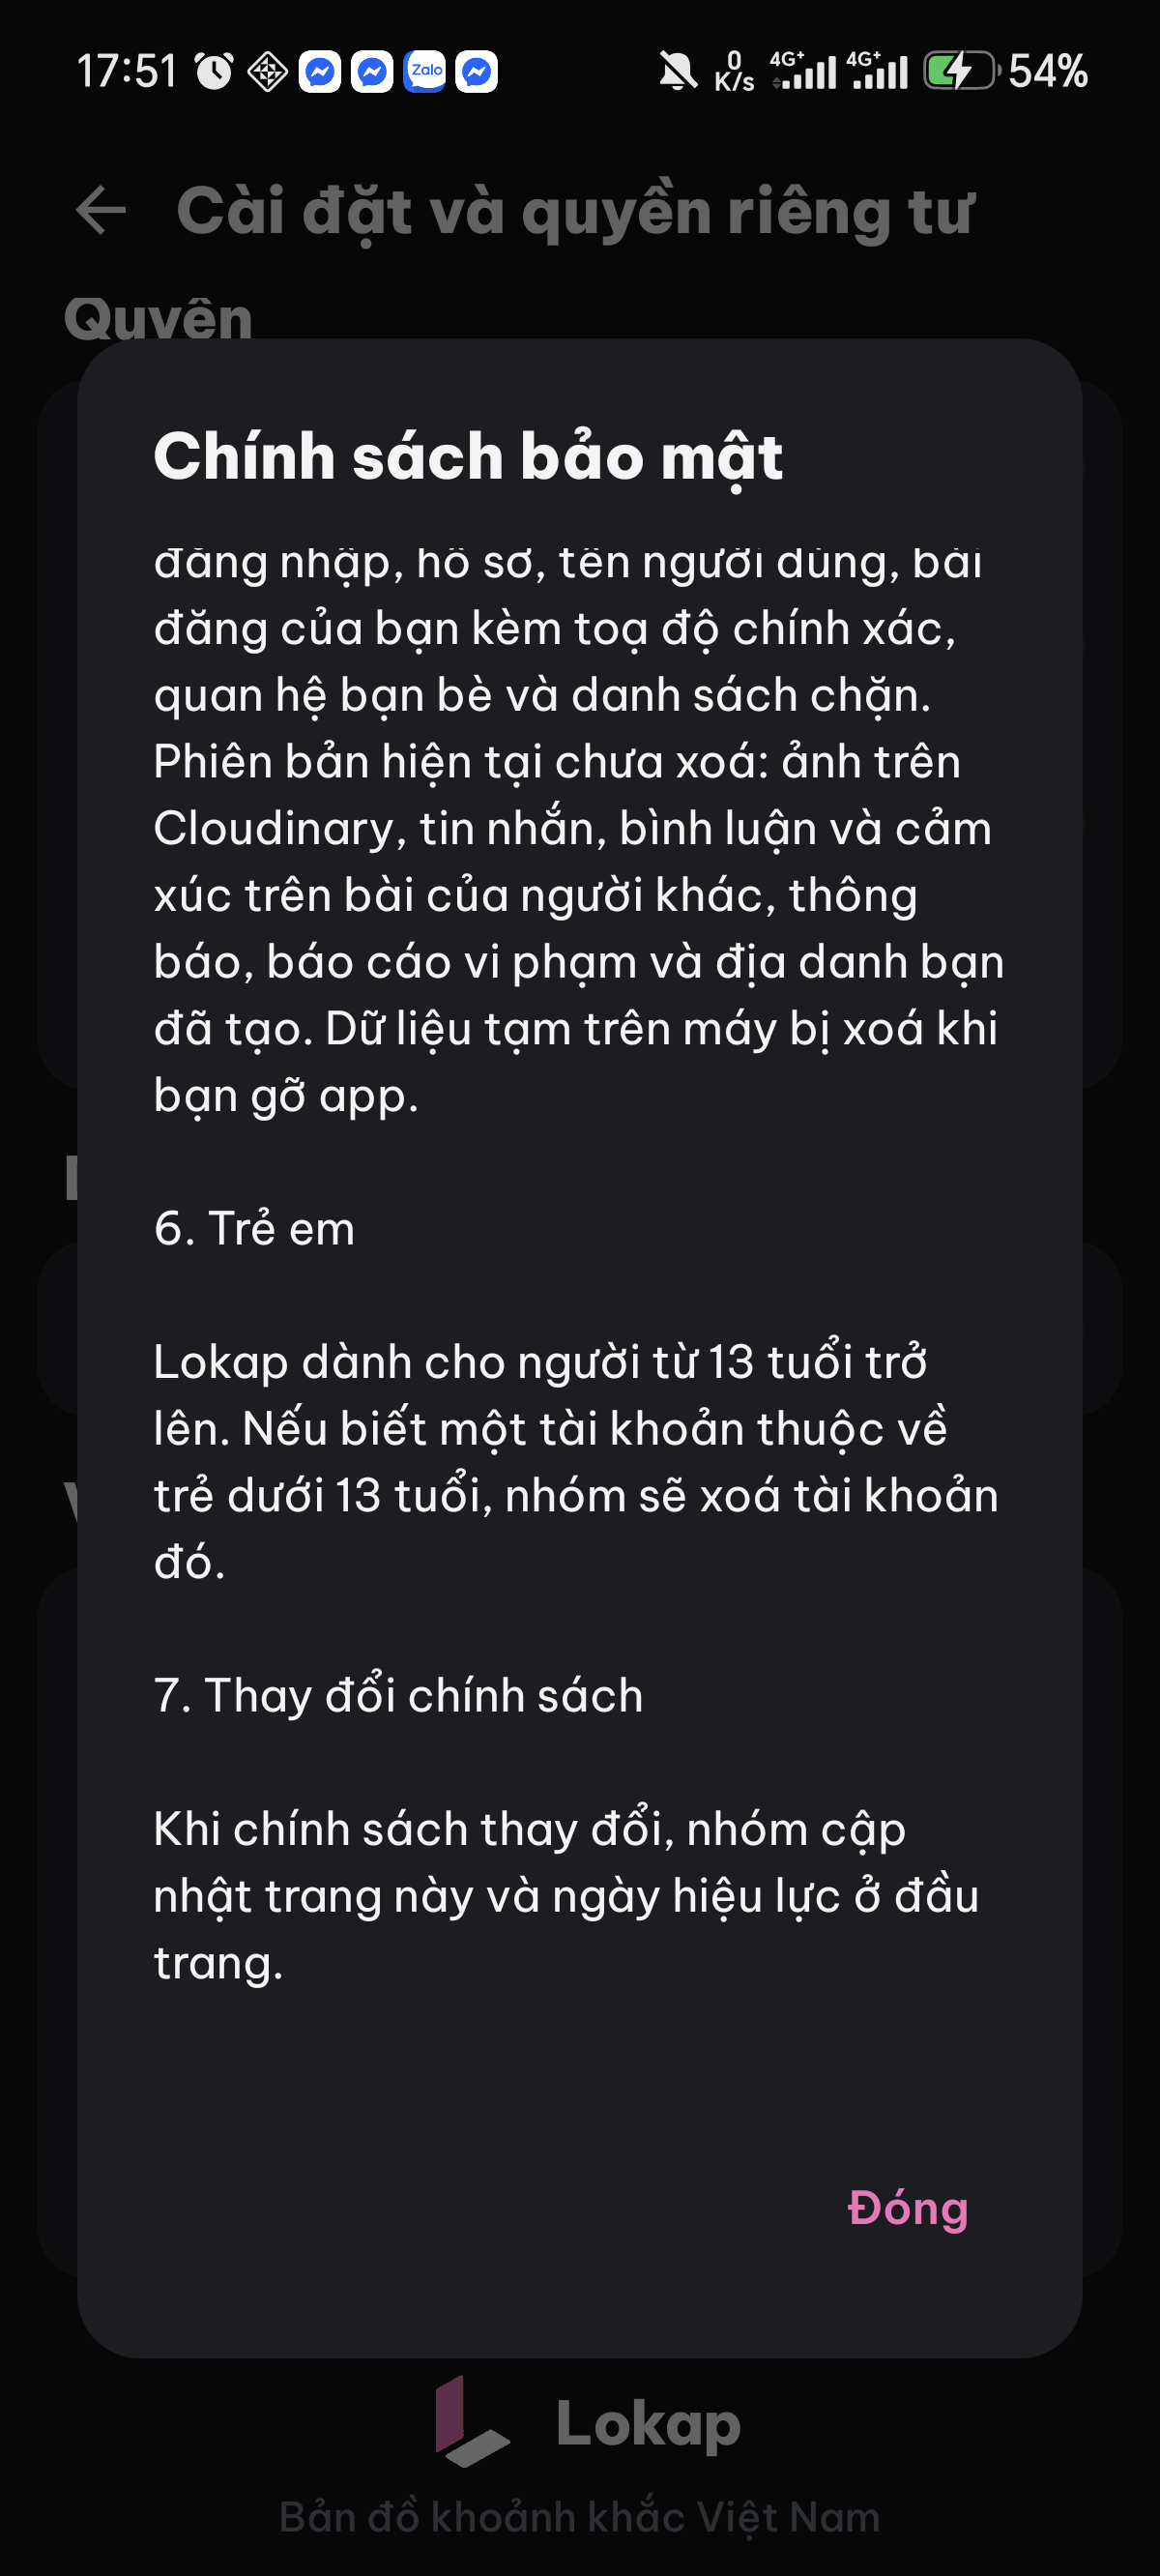 17:51 Zalo 0 K/s 4G+ 4G+ 54%
Cài đặt và quyền riêng tư
Quyền
Chính sách bảo mật
đăng nhập, hồ sơ, tên người dùng, bài
đăng của bạn kèm toạ độ chính xác,
quan hệ bạn bè và danh sách chặn.
Phiên bản hiện tại chưa xoá: ảnh trên
Cloudinary, tin nhắn, bình luận và cảm
xúc trên bài của người khác, thông
báo, báo cáo vi phạm và địa danh bạn
đã tạo. Dữ liệu tạm trên máy bị xoá khi
bạn gỡ app.
6. Trẻ em
Lokap dành cho người từ 13 tuổi trở
lên. Nếu biết một tài khoản thuộc về
trẻ dưới 13 tuổi, nhóm sẽ xoá tài khoản
đó.
7. Thay đổi chính sách
Khi chính sách thay đổi, nhóm cập
nhật trang này và ngày hiệu lực ở đầu
trang.
Đóng
Lokap
Bản đồ khoảnh khắc Việt Nam